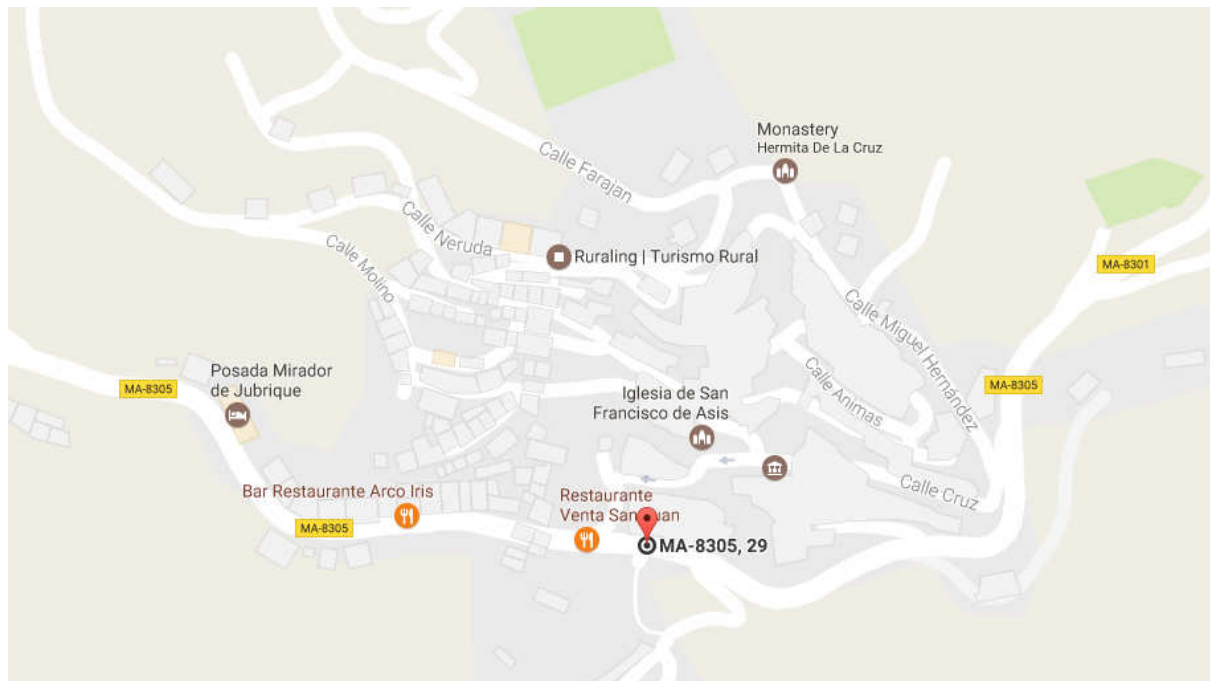 Monastery
Hermita De La Cruz
Calle Farajan
Calle Neruda
Ruraling | Turismo Rural
MA-8301
Calle Molino
Calle Miguel Hernández
Posada Mirador
de Jubrique
MA-8305
MA-8305
Calle Animas
Iglesia de San
Francisco de Asis
Calle Cruz
Bar Restaurante Arco Iris
Restaurante
Venta San Juan
MA-8305
MA-8305, 29